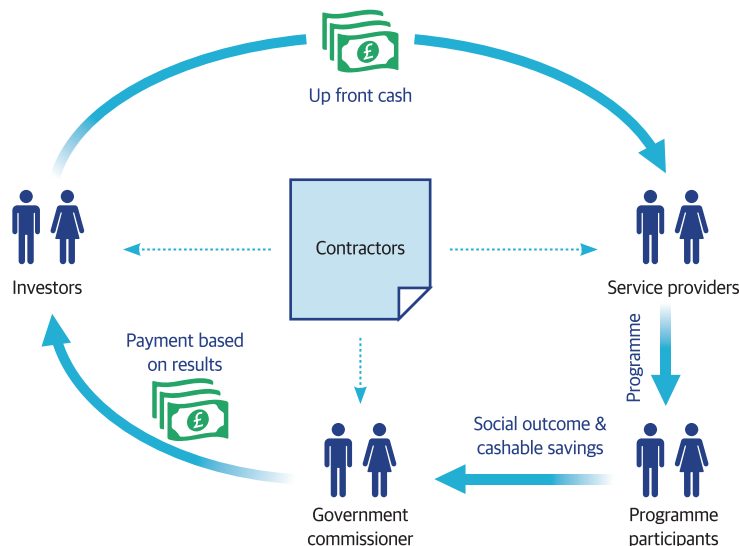 £
Up front cash
Contractors
Investors
Service providers
Payment based
on results
£
Programme
Social outcome &
cashable savings
Government
commissioner
Programme
participants